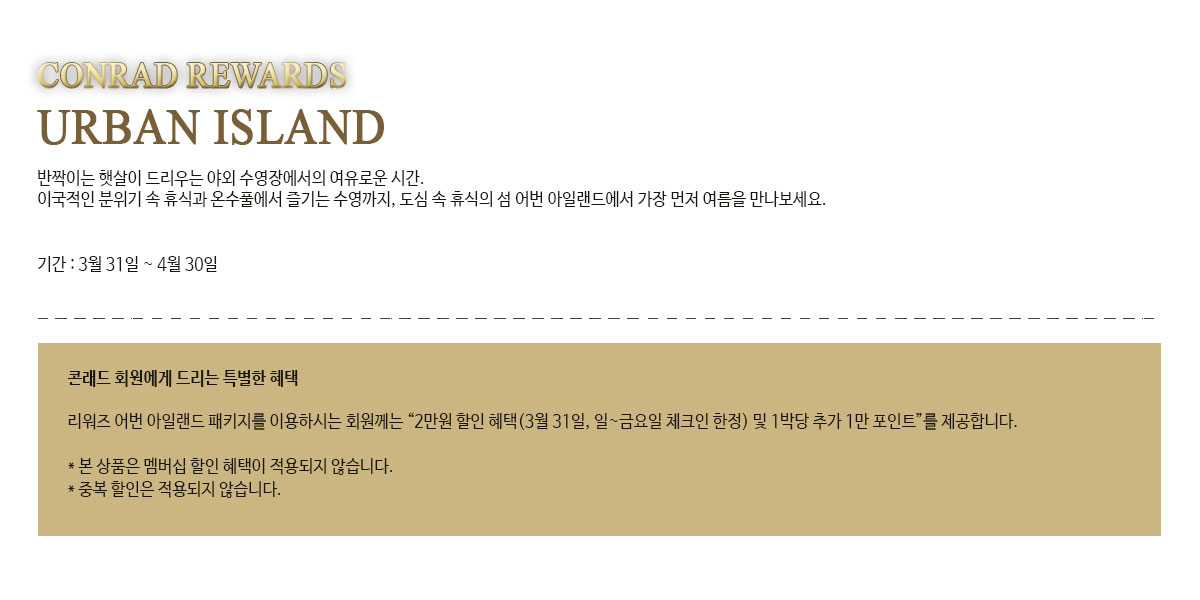 CONRAD REWARDS
URBAN ISLAND
반짝이는 햇살이 드리우는 야외 수영장에서의 여유로운 시간.
이국적인 분위기 속 휴식과 온수풀에서 즐기는 수영까지, 도심 속 휴식의 섬 어번 아일랜드에서 가장 먼저 여름을 만나보세요.
기간 : 3월 31일 ~ 4월 30일
콘래드 회원에게 드리는 특별한 혜택
리워즈 어번 아일랜드 패키지를 이용하시는 회원께는 “2만원 할인 혜택(3월 31일, 일~금요일 체크인 한정) 및 1박당 추가 1만 포인트”를 제공합니다.
* 본 상품은 멤버십 할인 혜택이 적용되지 않습니다.
* 중복 할인은 적용되지 않습니다.